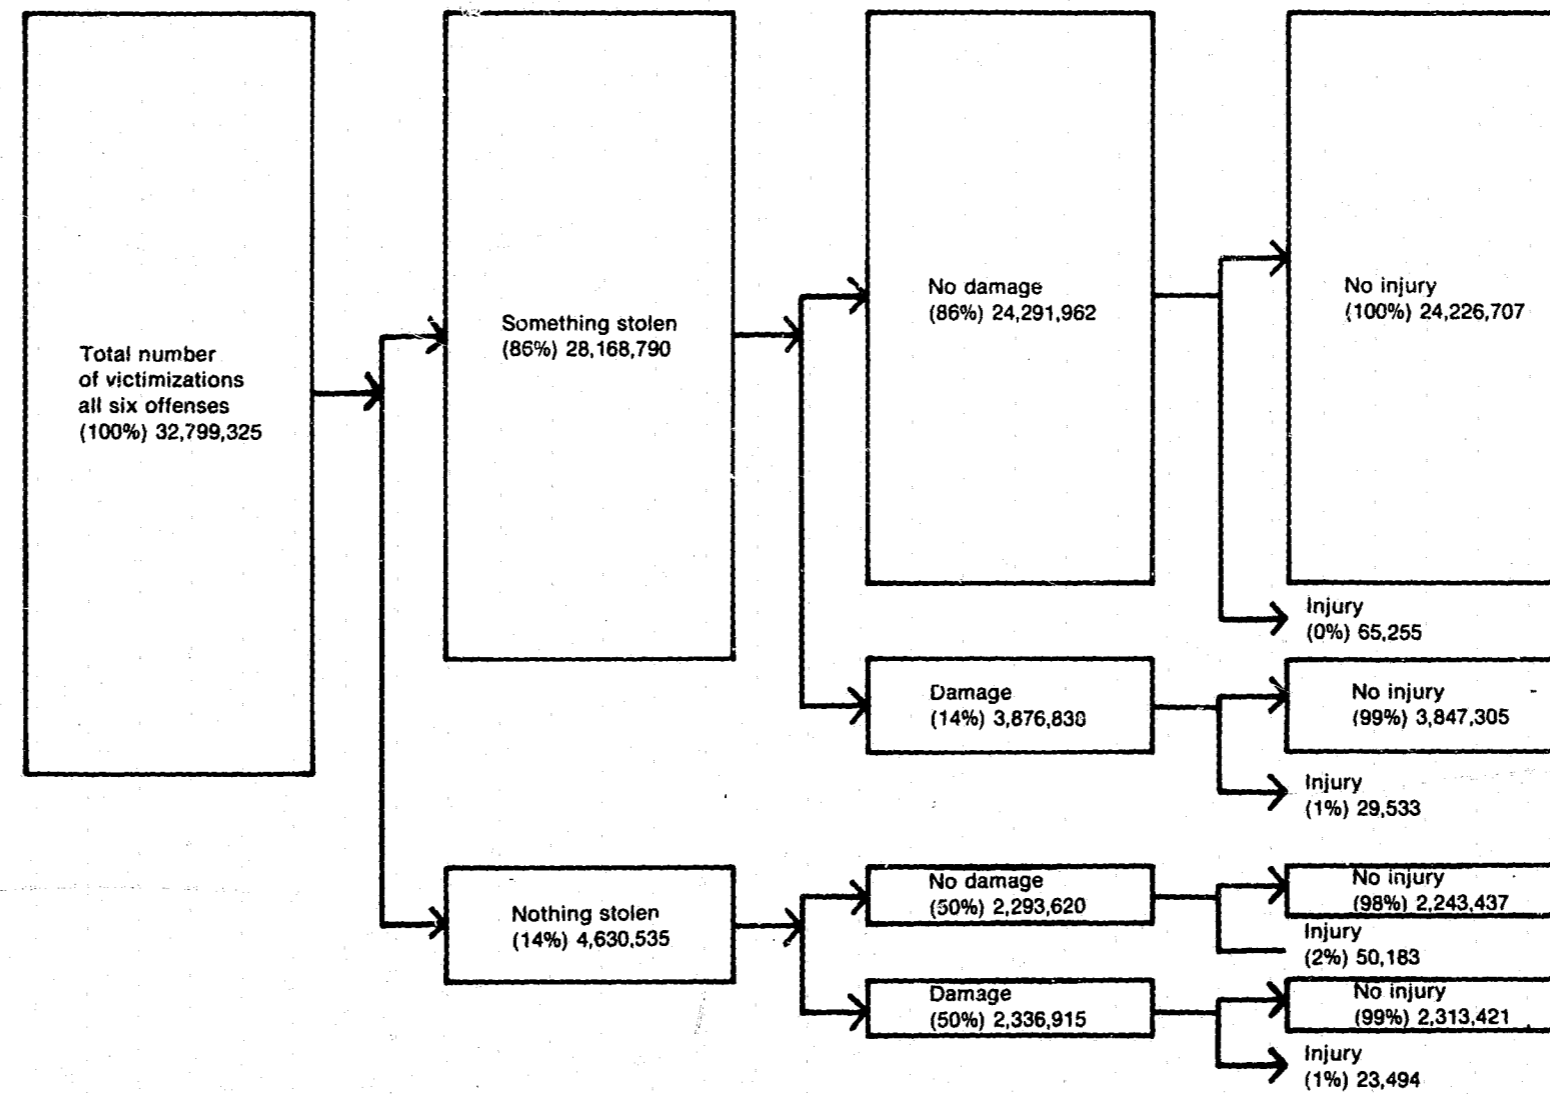 Total number
of victimizations
all six offenses
(100%) 32,799,325
Something stolen
(86%) 28,168,790
Nothing stolen
(14%) 4,630,535
No damage
(86%) 24,291,962
Damage
(14%) 3,876,838
No damage
(50%) 2,293,620
Damage
(50%) 2,336,915
No injury
(100%) 24,226,707
Injury
(0%) 65,255
No injury
(99%) 3,847,305
Injury
(1%) 29,533
No injury
(98%) 2,243,437
Injury
(2%) 50,183
No injury
(99%) 2,313,421
Injury
(1%) 23,494